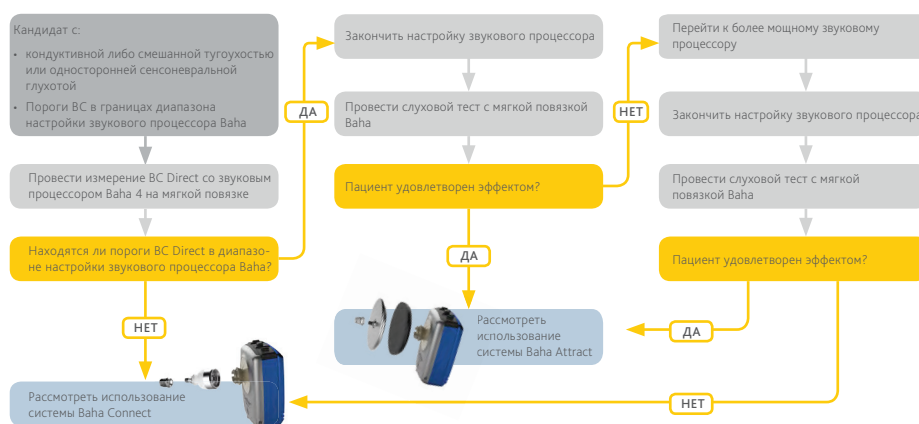 Кандидат с:
• кондуктивной либо смешанной тугоухостью
или односторонней сенсоневральной
глухотой
• Пороги ВС в границах диапазона
настройки звукового процессора Baha
Провести измерение BC Direct со звуковым
процессором Baha 4 на мягкой повязке
Находятся ли пороги BC Direct в диапазо-
не настройки звукового процессора Baha?
НЕТ
Рассмотреть использование
системы Baha Connect
ДА
Закончить настройку звукового процессора
Провести слуховой тест с мягкой повязкой
Baha
Пациент удовлетворен эффектом?
ДА
Рассмотреть
использование
системы Baha Attract
НЕТ
Перейти к более мощному звуковому
процессору
Закончить настройку звукового процессора
Провести слуховой тест с мягкой
повязкой Baha
Пациент удовлетворен эффектом?
ДА
НЕТ